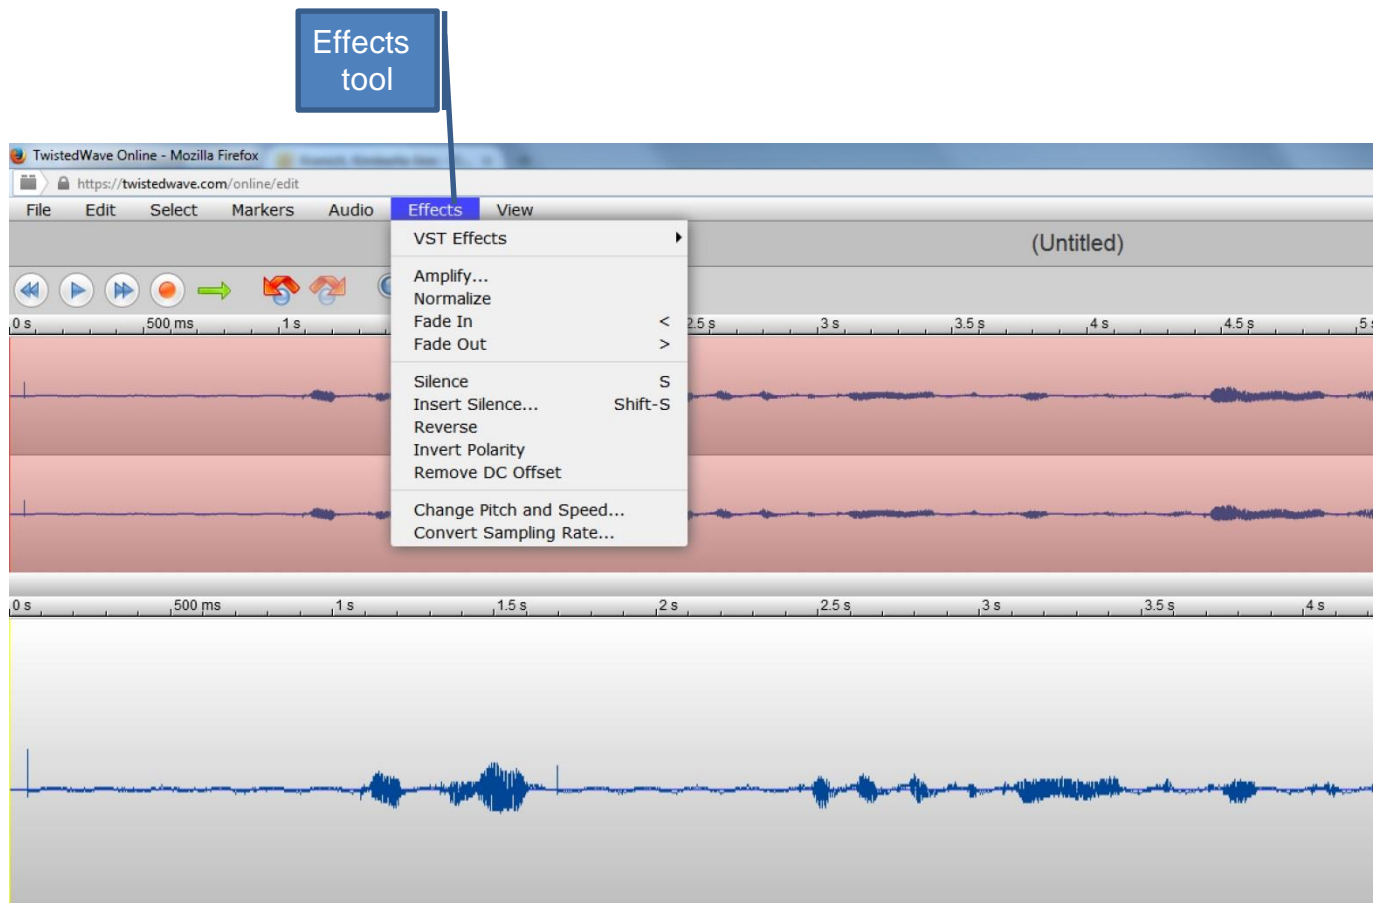 Effects
tool
TwistedWave Online - Mozilla Firefox
https://twistedwave.com/online/edit
File Edit Select Markers Audio Effects View
(Untitled)
VST Effects
Amplify...
Normalize
Fade In <
Fade Out >
Silence S
Insert Silence... Shift-S
Reverse
Invert Polarity
Remove DC Offset
Change Pitch and Speed...
Convert Sampling Rate...
0 s 500 ms 1 s 2.5 s 3 s 3.5 s 4 s 4.5 s 5
0 s 500 ms 1 s 1.5 s 2 s 2.5 s 3 s 3.5 s 4 s